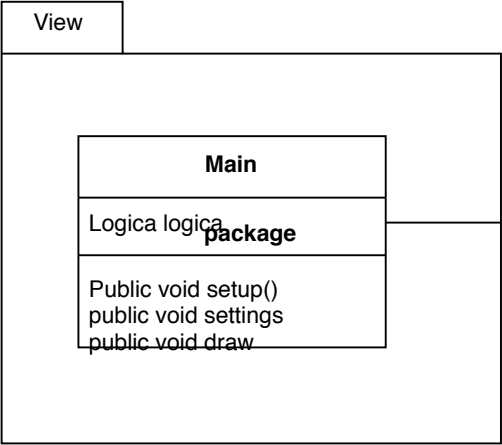 View
Main
Logica logica
package
Public void setup()
public void settings
public void draw